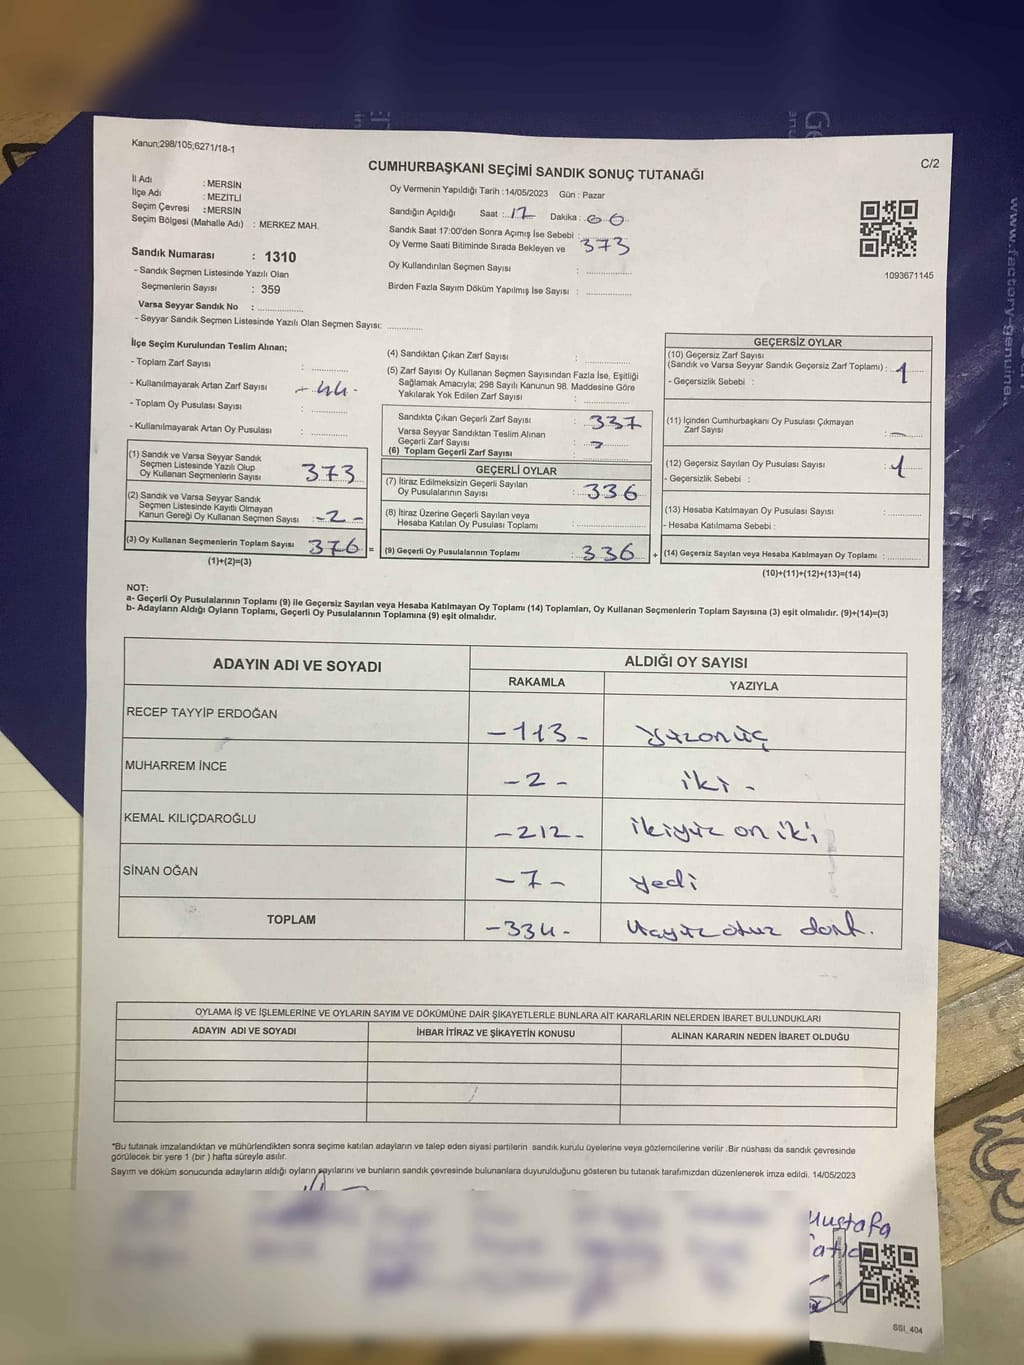 Kanun;298/105;6271/18-1
C/2
CUMHURBAŞKANI SEÇİMİ SANDIK SONUÇ TUTANAĞI
İl Adı : MERSİN
İlçe Adı : MEZİTLİ
Seçim Çevresi : MERSİN
Seçim Bölgesi (Mahalle Adı) : MERKEZ MAH.
Sandık Numarası : 1310
- Sandık Seçmen Listesinde Yazılı Olan
Seçmenlerin Sayısı : 359
Varsa Seyyar Sandık No :
- Seyyar Sandık Seçmen Listesinde Yazılı Olan Seçmen Sayısı:
Oy Vermenin Yapıldığı Tarih : 14/05/2023 Gün : Pazar
Sandığın Açıldığı Saat : 17 Dakika :
Sandık Saat 17:00'den Sonra Açımış İse Sebebi :
Oy Verme Saati Bitiminde Sırada Bekleyen ve 373
Oy Kullandırılan Seçmen Sayısı :
Birden Fazla Sayım Döküm Yapılmış İse Sayısı :
1093671145
İlçe Seçim Kurulundan Teslim Alınan;
- Toplam Zarf Sayısı :
- Kullanılmayarak Artan Zarf Sayısı - 44 -
- Toplam Oy Pusulası Sayısı :
- Kullanılmayarak Artan Oy Pusulası :
(1) Sandık ve Varsa Seyyar Sandık
Seçmen Listesinde Yazılı Olup
Oy Kullanan Seçmenlerin Sayısı 373
(2) Sandık ve Varsa Seyyar Sandık
Seçmen Listesinde Kayıtlı Olmayan
Kanun Gereği Oy Kullanan Seçmen Sayısı : - 2 -
(3) Oy Kullanan Seçmenlerin Toplam Sayısı 376 =
(1)+(2)=(3)
(4) Sandıktan Çıkan Zarf Sayısı :
(5) Zarf Sayısı Oy Kullanan Seçmen Sayısından Fazla İse, Eşitliği
Sağlamak Amacıyla; 298 Sayılı Kanunun 98. Maddesine Göre
Yakılarak Yok Edilen Zarf Sayısı :
Sandıkta Çıkan Geçerli Zarf Sayısı : 337
Varsa Seyyar Sandıktan Teslim Alınan
Geçerli Zarf Sayısı :
(6) Toplam Geçerli Zarf Sayısı :
GEÇERLİ OYLAR
(7) İtiraz Edilmeksizin Geçerli Sayılan
Oy Pusulalarının Sayısı : 336
(8) İtiraz Üzerine Geçerli Sayılan veya
Hesaba Katılan Oy Pusulası Toplamı :
(9) Geçerli Oy Pusulalarının Toplamı : 336 +
GEÇERSİZ OYLAR
(10) Geçersiz Zarf Sayısı
(Sandık ve Varsa Seyyar Sandık Geçersiz Zarf Toplamı) : 1
- Geçersizlik Sebebi :
(11) İçinden Cumhurbaşkanı Oy Pusulası Çıkmayan
Zarf Sayısı : -
(12) Geçersiz Sayılan Oy Pusulası Sayısı : 1
- Geçersizlik Sebebi :
(13) Hesaba Katılmayan Oy Pusulası Sayısı :
- Hesaba Katılmama Sebebi :
(14) Geçersiz Sayılan veya Hesaba Katılmayan Oy Toplamı :
(10)+(11)+(12)+(13)=(14)
NOT:
a- Geçerli Oy Pusulalarının Toplamı (9) ile Geçersiz Sayılan veya Hesaba Katılmayan Oy Toplamı (14) Toplamları, Oy Kullanan Seçmenlerin Toplam Sayısına (3) eşit olmalıdır. (9)+(14)=(3)
b- Adayların Aldığı Oyların Toplamı, Geçerli Oy Pusulalarının Toplamına (9) eşit olmalıdır.
ADAYIN ADI VE SOYADI
ALDIĞI OY SAYISI
RAKAMLA YAZIYLA
RECEP TAYYİP ERDOĞAN - 113 - yüzonüç
MUHARREM İNCE - 2 - iki -
KEMAL KILIÇDAROĞLU - 212 - ikiyüz on iki
SİNAN OĞAN - 7 - yedi
TOPLAM - 334 - üçyüz otuz dört.
OYLAMA İŞ VE İŞLEMLERİNE VE OYLARIN SAYIM VE DÖKÜMÜNE DAİR ŞİKAYETLERLE BUNLARA AİT KARARLARIN NELERDEN İBARET BULUNDUKLARI
ADAYIN ADI VE SOYADI İHBAR İTİRAZ VE ŞİKAYETİN KONUSU ALINAN KARARIN NEDEN İBARET OLDUĞU
*Bu tutanak imzalandıktan ve mühürlendikten sonra seçime katılan adayların ve talep eden siyasi partilerin sandık kurulu üyelerine veya gözlemcilerine verilir .Bir nüshası da sandık çevresinde
görülecek bir yere 1 (bir ) hafta süreyle asılır.
Sayım ve döküm sonucunda adayların aldığı oyların sayılarını ve bunların sandık çevresinde bulunanlara duyurulduğunu gösteren bu tutanak tarafımızdan düzenlenerek imza edildi. 14/05/2023
Mustafa
www.factory-genuine.